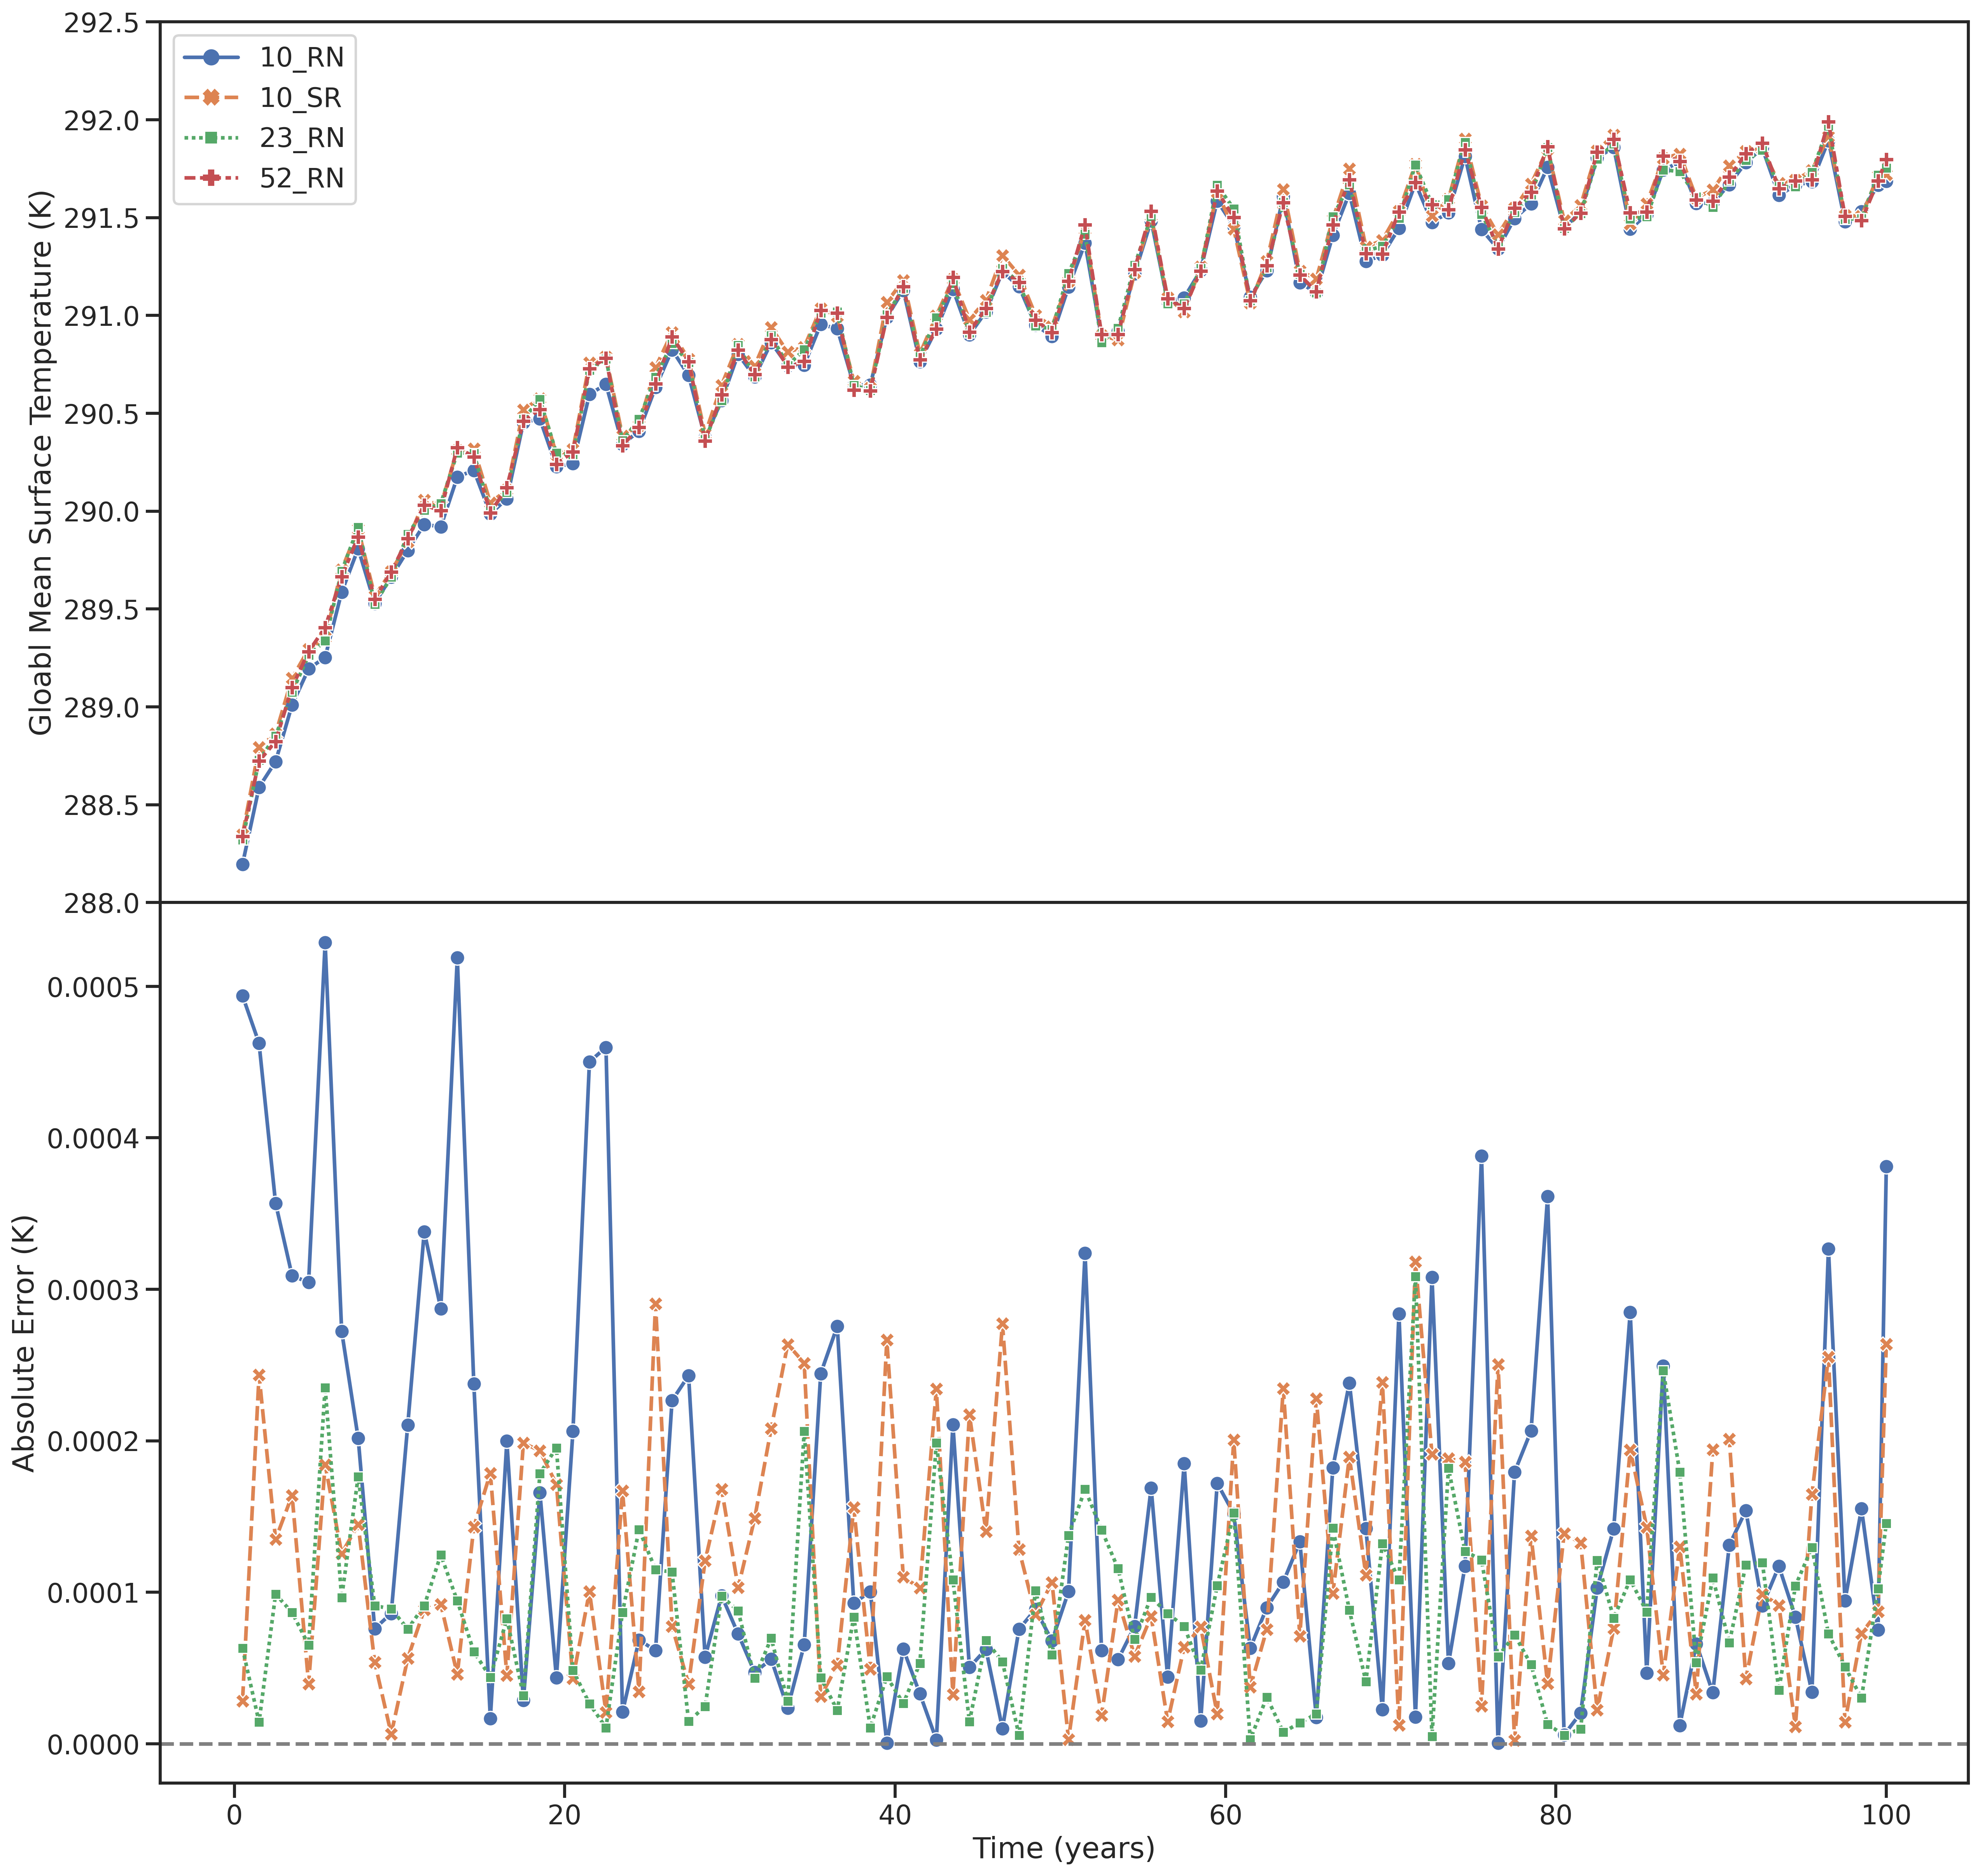 292.5
292.0
291.5
291.0
290.5
290.0
289.5
289.0
288.5
288.0
Gloabl Mean Surface Temperature (K)
10_RN
10_SR
23_RN
52_RN
0.0005
0.0004
0.0003
0.0002
0.0001
0.0000
Absolute Error (K)
0 20 40 60 80 100
Time (years)